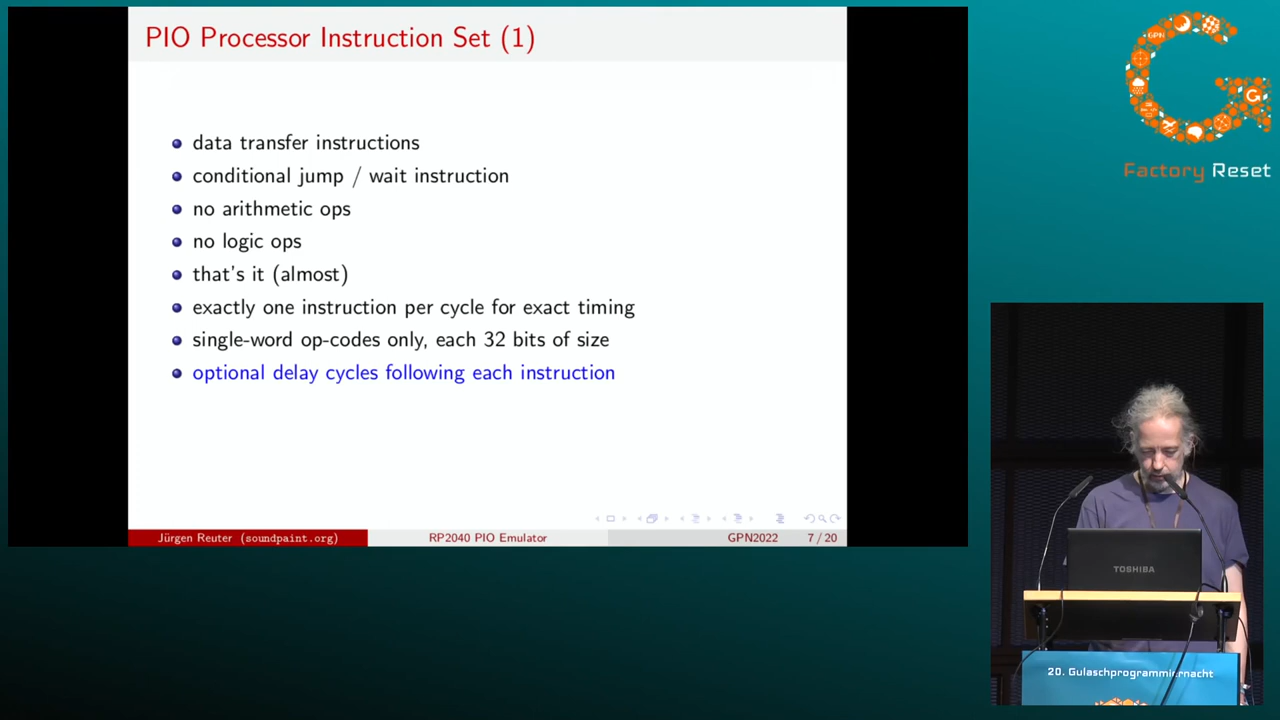 PIO Processor Instruction Set (1)
data transfer instructions
conditional jump / wait instruction
no arithmetic ops
no logic ops
that's it (almost)
exactly one instruction per cycle for exact timing
single-word op-codes only, each 32 bits of size
optional delay cycles following each instruction
Jürgen Reuter (soundpaint.org)
RP2040 PIO Emulator
GPN2022
7 / 20
GPN
G
Factory Reset
TOSHIBA
20. Gulaschprogrammiernacht